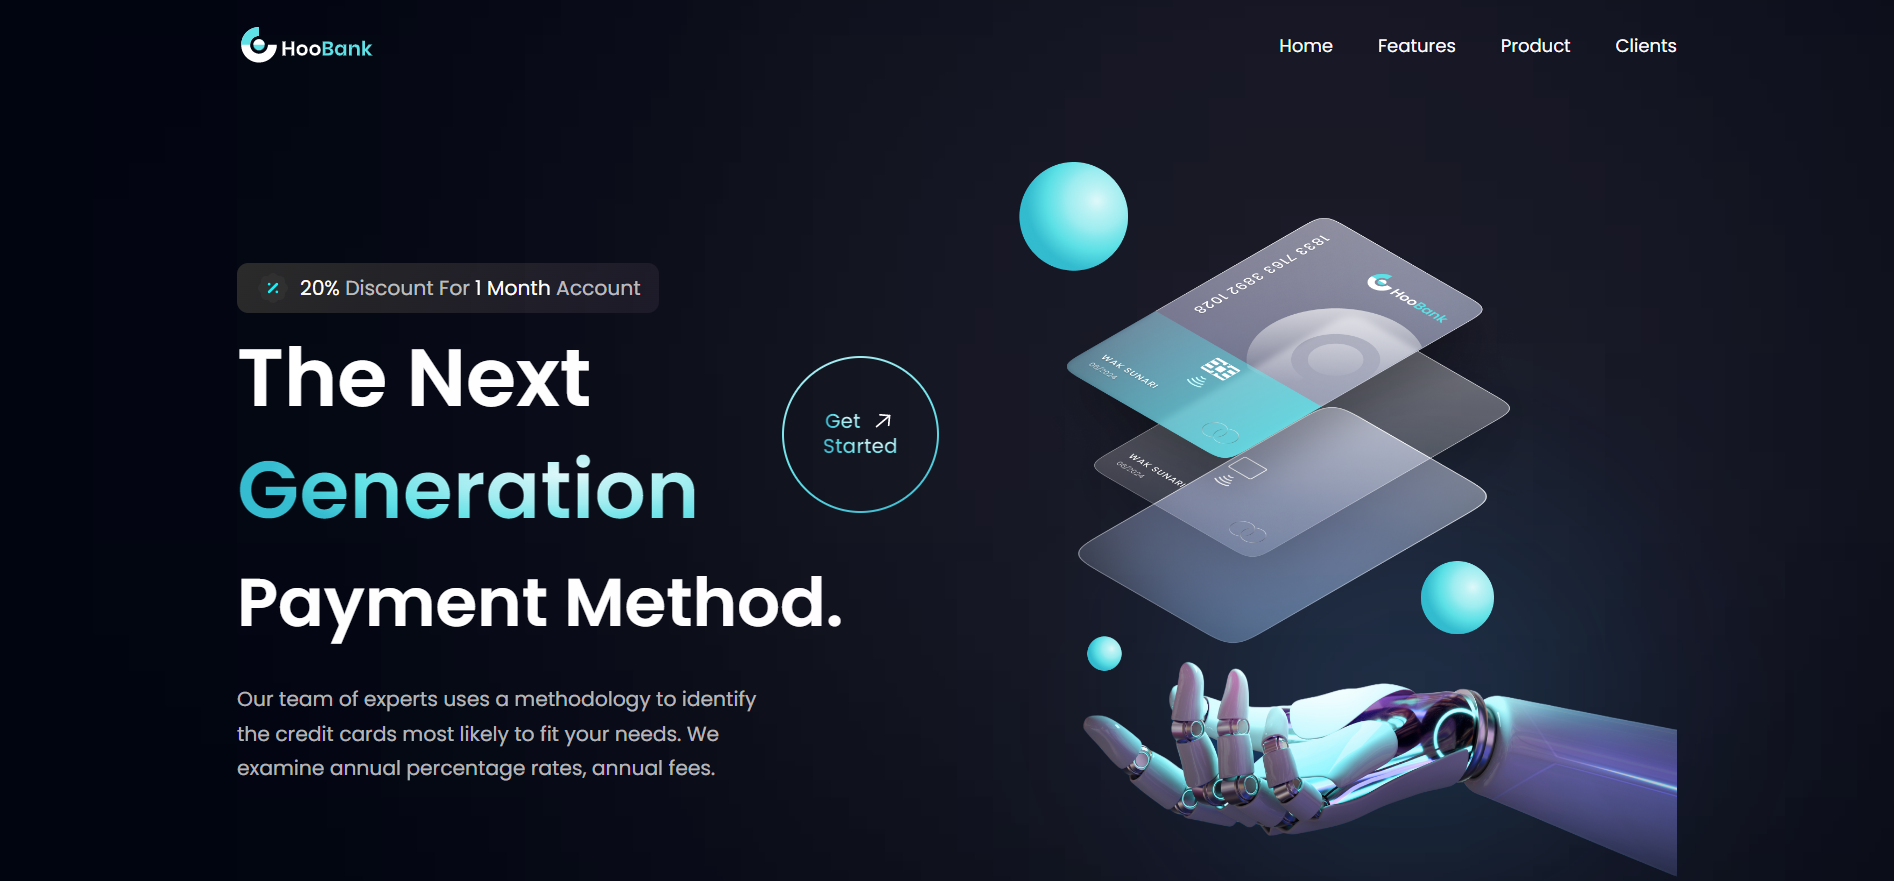 HooBank
Home Features Product Clients
20% Discount For 1 Month Account
The Next
Generation
Payment Method.
Get
Started
Our team of experts uses a methodology to identify
the credit cards most likely to fit your needs. We
examine annual percentage rates, annual fees.
1833 7163 3892 1028
HooBank
WAK SUNARI
06/2024
WAK SUNARI
06/2024